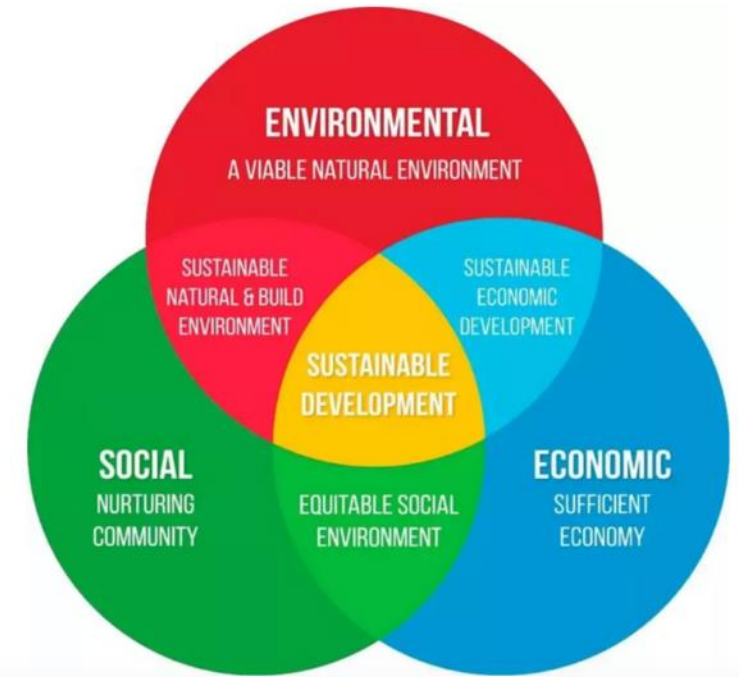 ENVIRONMENTAL
A VIABLE NATURAL ENVIRONMENT
SUSTAINABLE
NATURAL & BUILD
ENVIRONMENT
SUSTAINABLE
ECONOMIC
DEVELOPMENT
SUSTAINABLE
DEVELOPMENT
SOCIAL
NURTURING
COMMUNITY
EQUITABLE SOCIAL
ENVIRONMENT
ECONOMIC
SUFFICIENT
ECONOMY